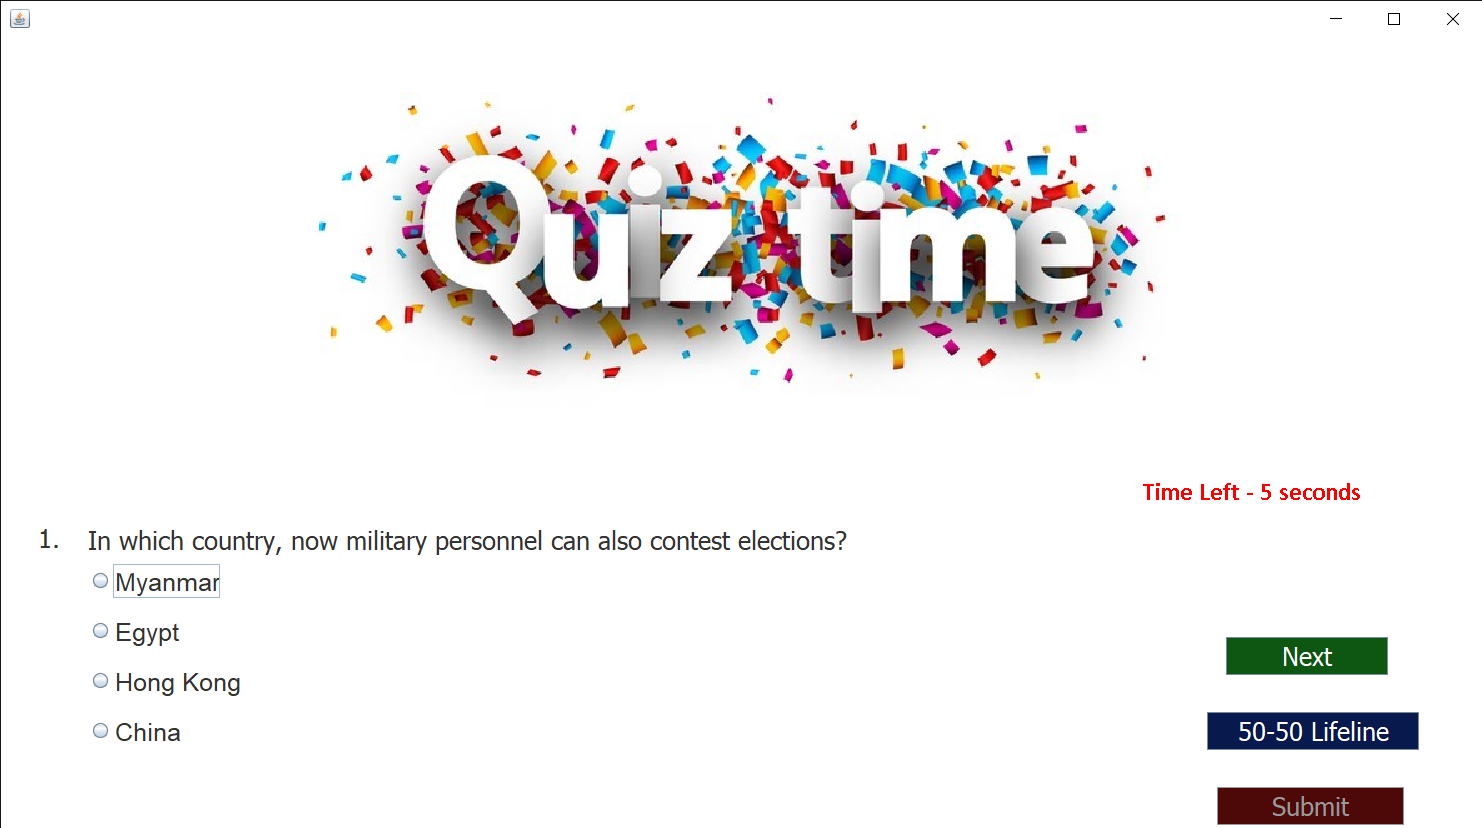 Quiz time
Time Left - 5 seconds
1. In which country, now military personnel can also contest elections?
Myanmar
Egypt
Hong Kong
China
Next
50-50 Lifeline
Submit